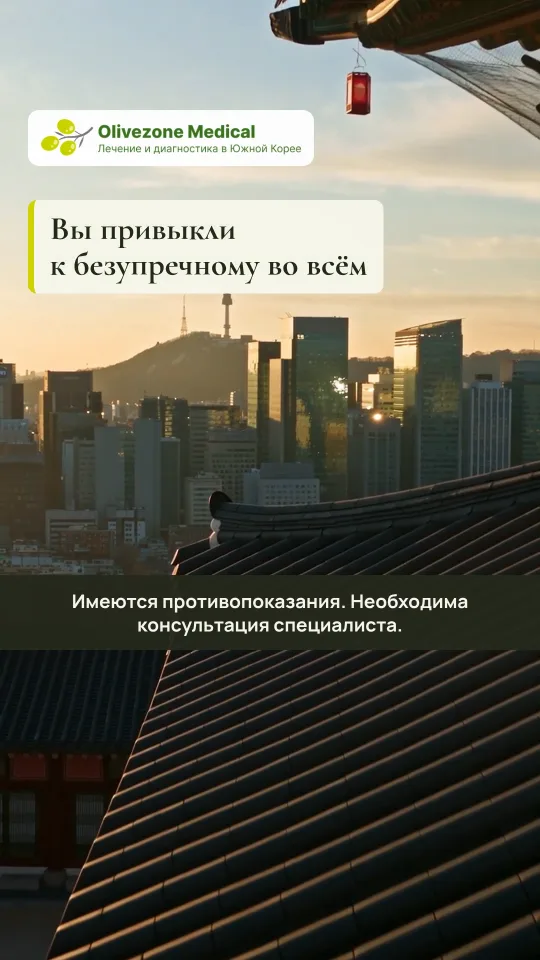 Olivezone Medical
Лечение и диагностика в Южной Корее
Вы привыкли
к безупречному во всём
Имеются противопоказания. Необходима
консультация специалиста.